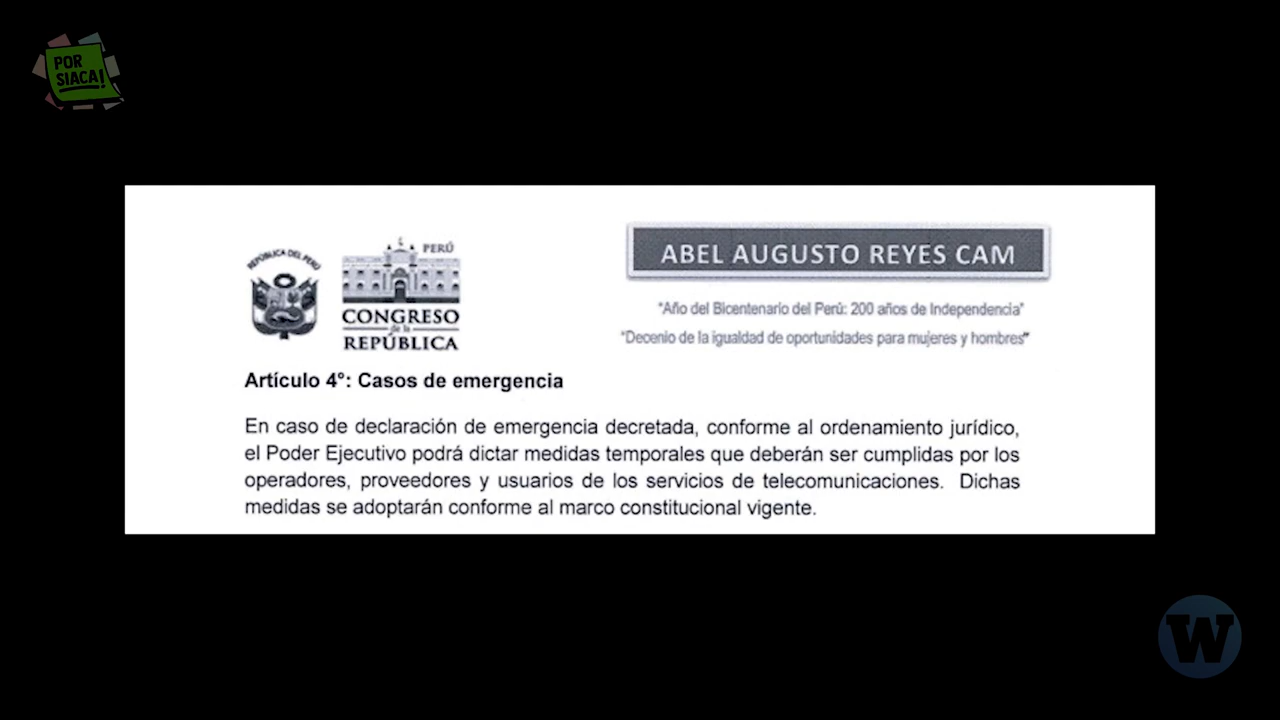 POR
SIACA!
REPÚBLICA DEL PERÚ
PERÚ
CONGRESO
de la
REPÚBLICA
ABEL AUGUSTO REYES CAM
"Año del Bicentenario del Perú: 200 años de Independencia"
"Decenio de la igualdad de oportunidades para mujeres y hombres"
Artículo 4°: Casos de emergencia
En caso de declaración de emergencia decretada, conforme al ordenamiento jurídico,
el Poder Ejecutivo podrá dictar medidas temporales que deberán ser cumplidas por los
operadores, proveedores y usuarios de los servicios de telecomunicaciones. Dichas
medidas se adoptarán conforme al marco constitucional vigente.
W